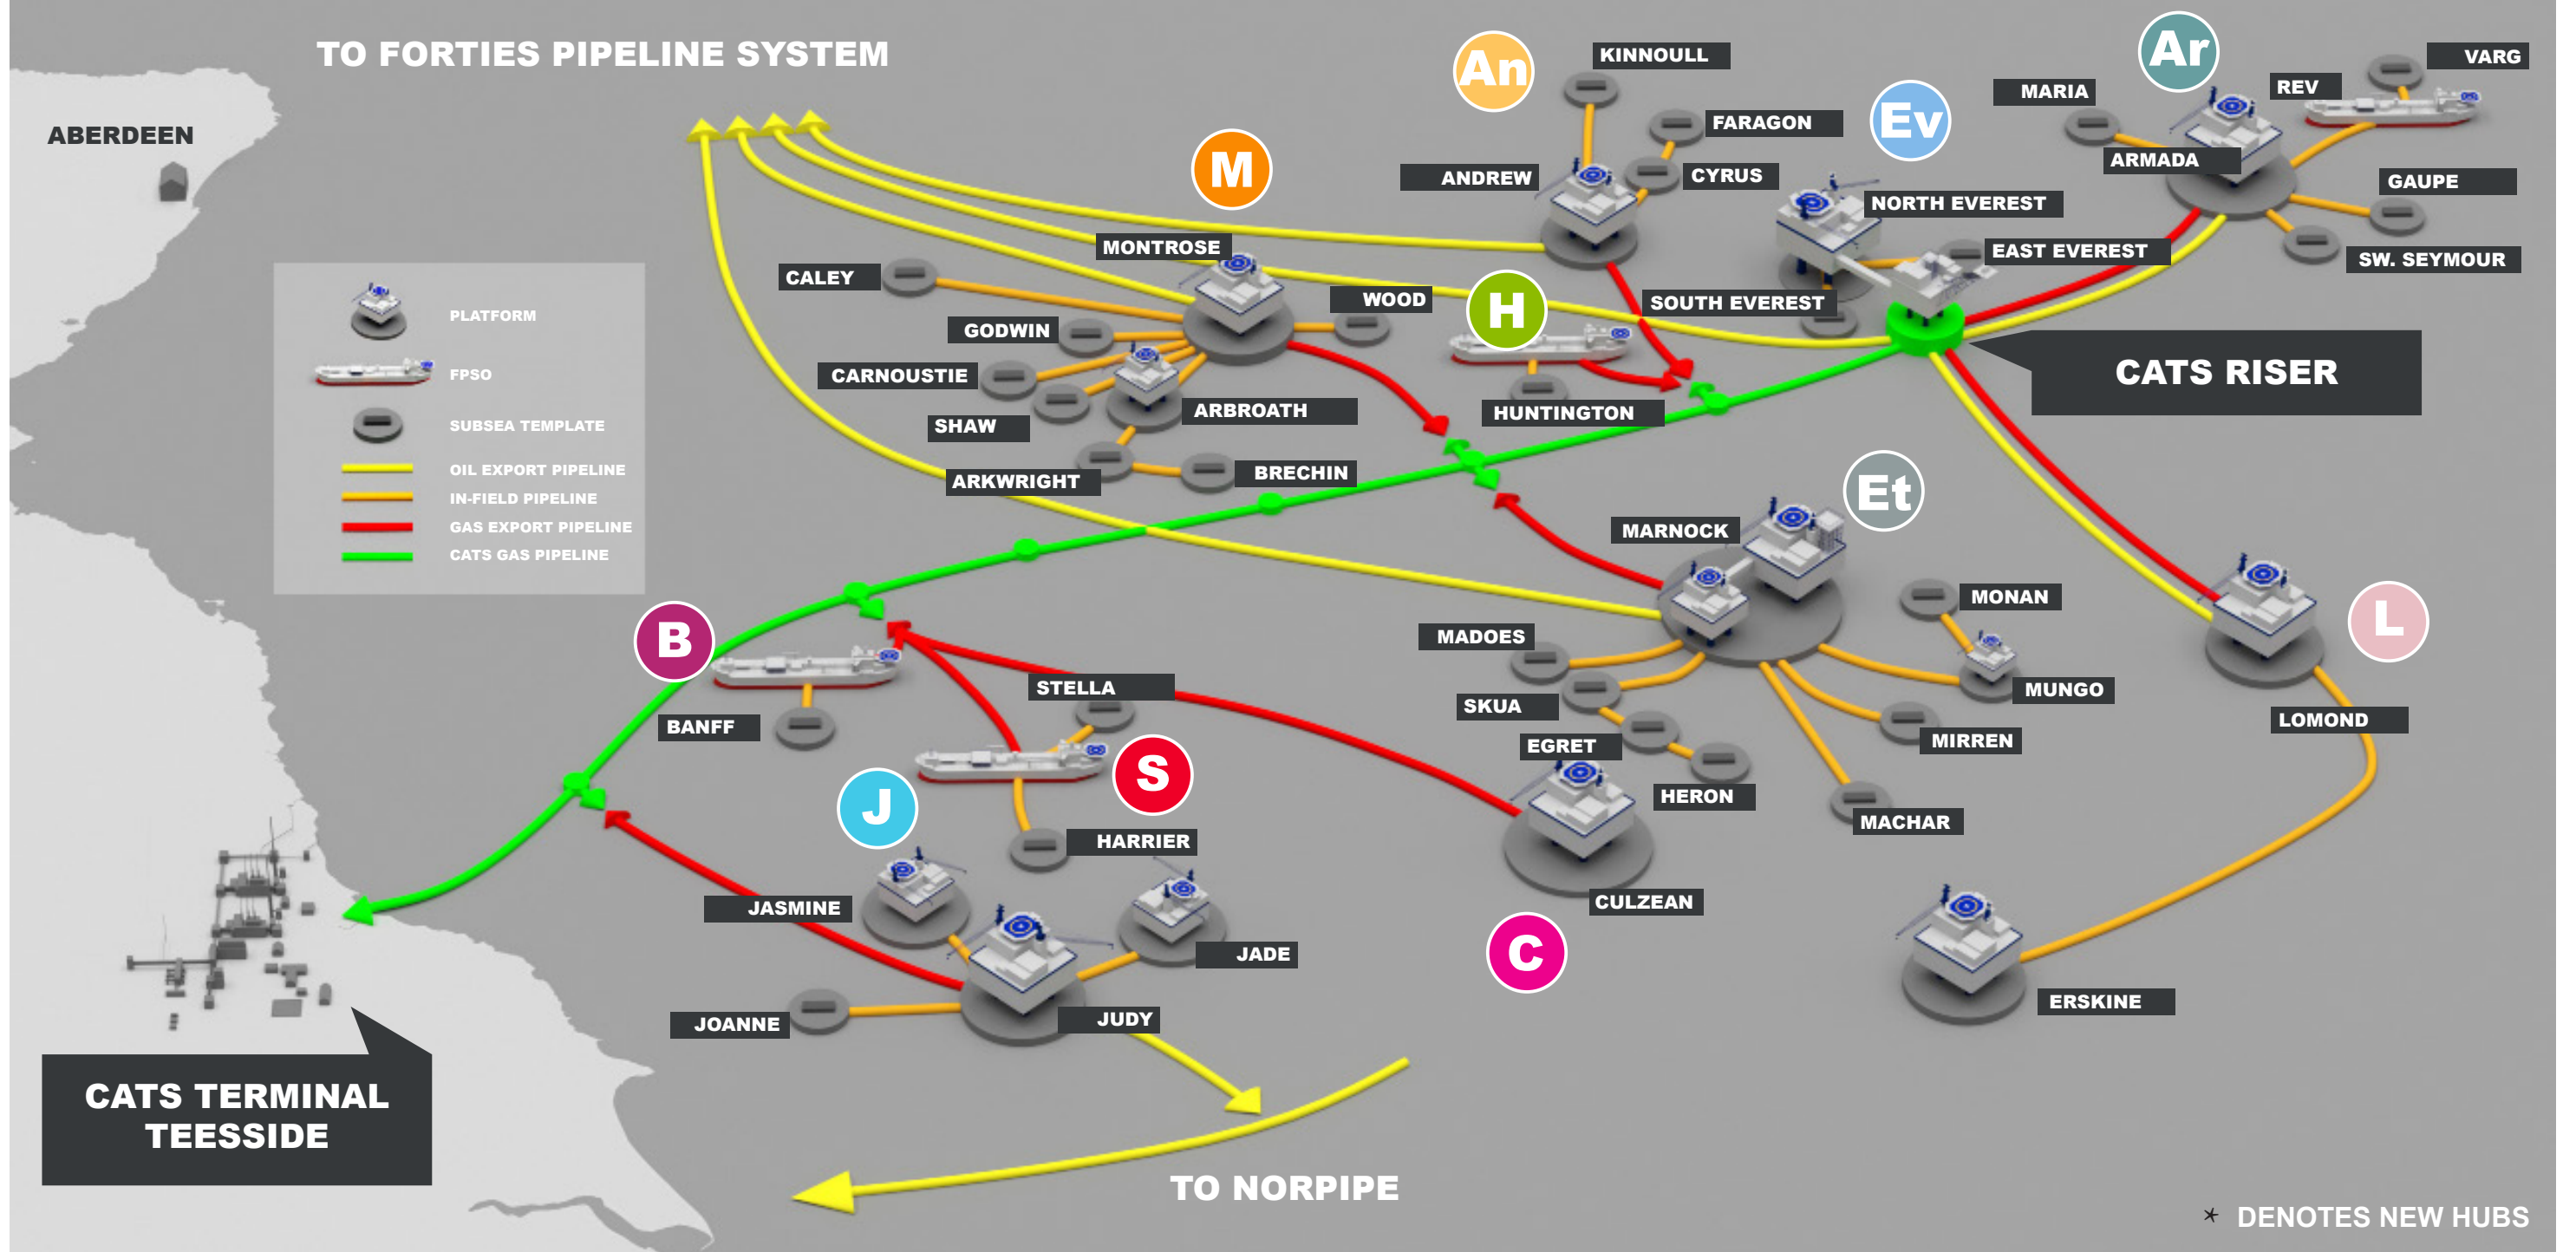 TO FORTIES PIPELINE SYSTEM
ABERDEEN
PLATFORM
FPSO
SUBSEA TEMPLATE
OIL EXPORT PIPELINE
IN-FIELD PIPELINE
GAS EXPORT PIPELINE
CATS GAS PIPELINE
An
KINNOULL
FARAGON
ANDREW
CYRUS
Ev
NORTH EVEREST
EAST EVEREST
SOUTH EVEREST
Ar
VARG
REV
MARIA
ARMADA
GAUPE
SW. SEYMOUR
M
MONTROSE
CALEY
WOOD
GODWIN
CARNOUSTIE
SHAW
ARBROATH
ARKWRIGHT
BRECHIN
H
HUNTINGTON
CATS RISER
Et
MARNOCK
MADOES
MONAN
SKUA
MUNGO
EGRET
MIRREN
HERON
MACHAR
L
LOMOND
ERSKINE
B
BANFF
STELLA
S
HARRIER
J
JASMINE
JADE
JOANNE
JUDY
CULZEAN
C
CATS TERMINAL
TEESSIDE
TO NORPIPE
* DENOTES NEW HUBS